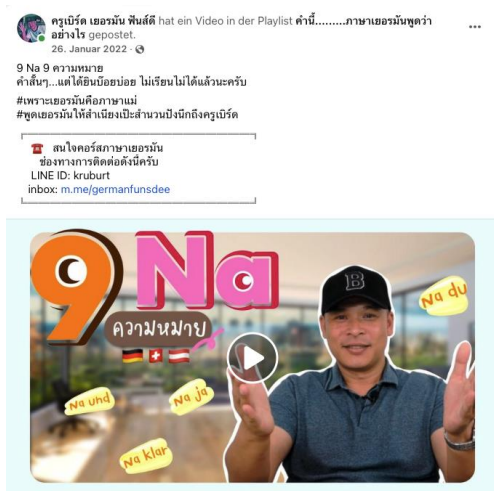 ครูเบิร์ด เยอรมัน ฟันส์ดี hat ein Video in der Playlist คำนี้.........ภาษาเยอรมันพูดว่า
อย่างไร gepostet.
26. Januar 2022 ·
9 Na 9 ความหมาย
คำสั้นๆ...แต่ได้ยินบ๊อยบ่อย ไม่เรียนไม่ได้แล้วนะครับ
#เพราะเยอรมันคือภาษาแม่
#พูดเยอรมันให้สำเนียงเป๊ะสำนวนปังนึกถึงครูเบิร์ด
☎️ สนใจคอร์สภาษาเยอรมัน
ช่องทางการติดต่อดังนี้ครับ
LINE ID: kruburt
inbox: m.me/germanfunsdee
9 Na
ความหมาย
B
Na du
Na und
Na ja
Na klar